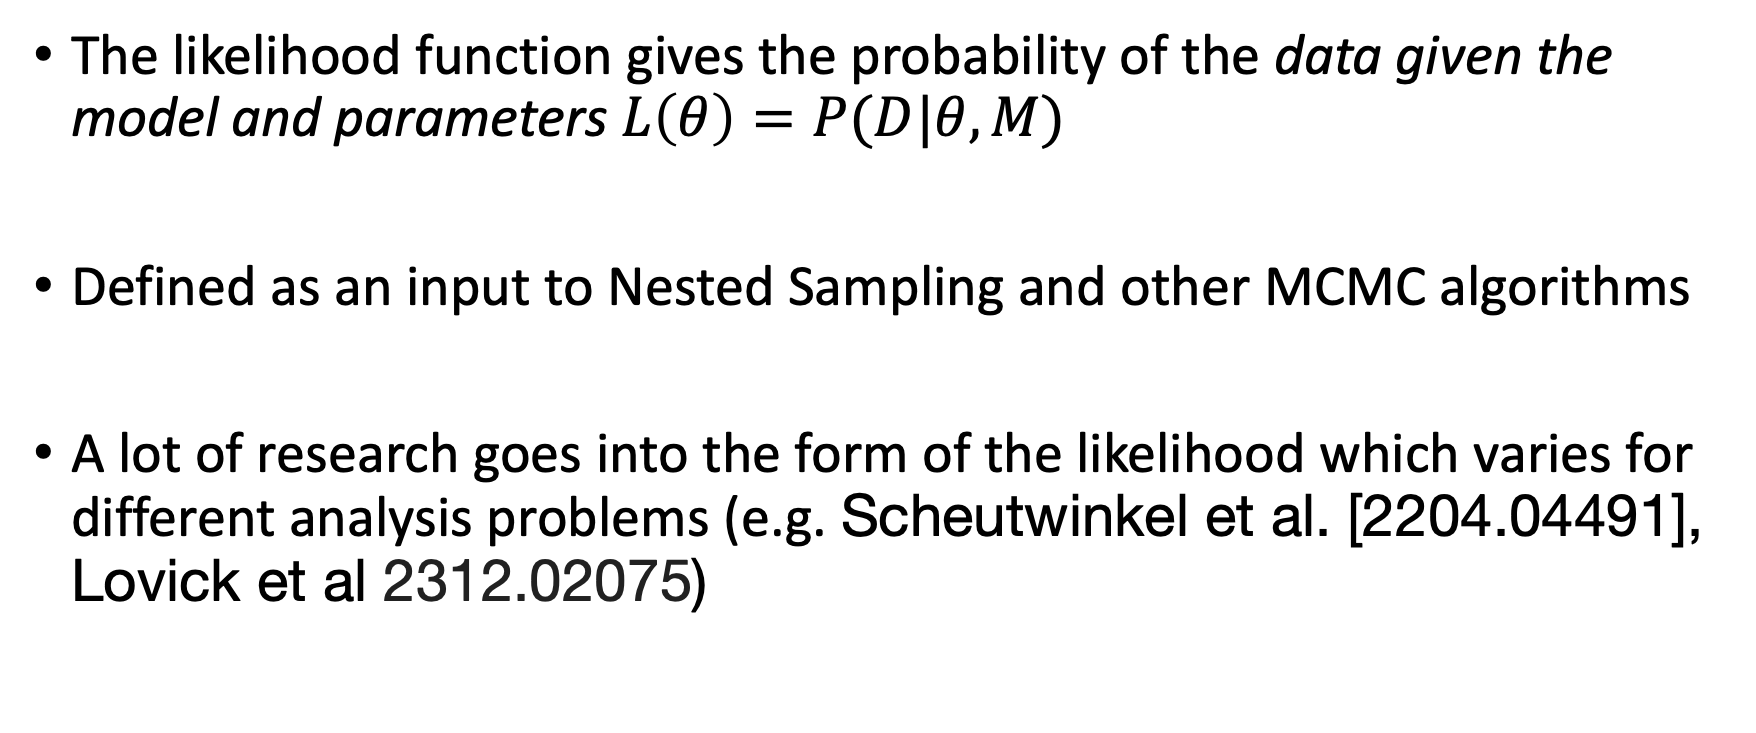 • The likelihood function gives the probability of the data given the
model and parameters L(θ) = P(D|θ, M)
• Defined as an input to Nested Sampling and other MCMC algorithms
• A lot of research goes into the form of the likelihood which varies for
different analysis problems (e.g. Scheutwinkel et al. [2204.04491],
Lovick et al 2312.02075)